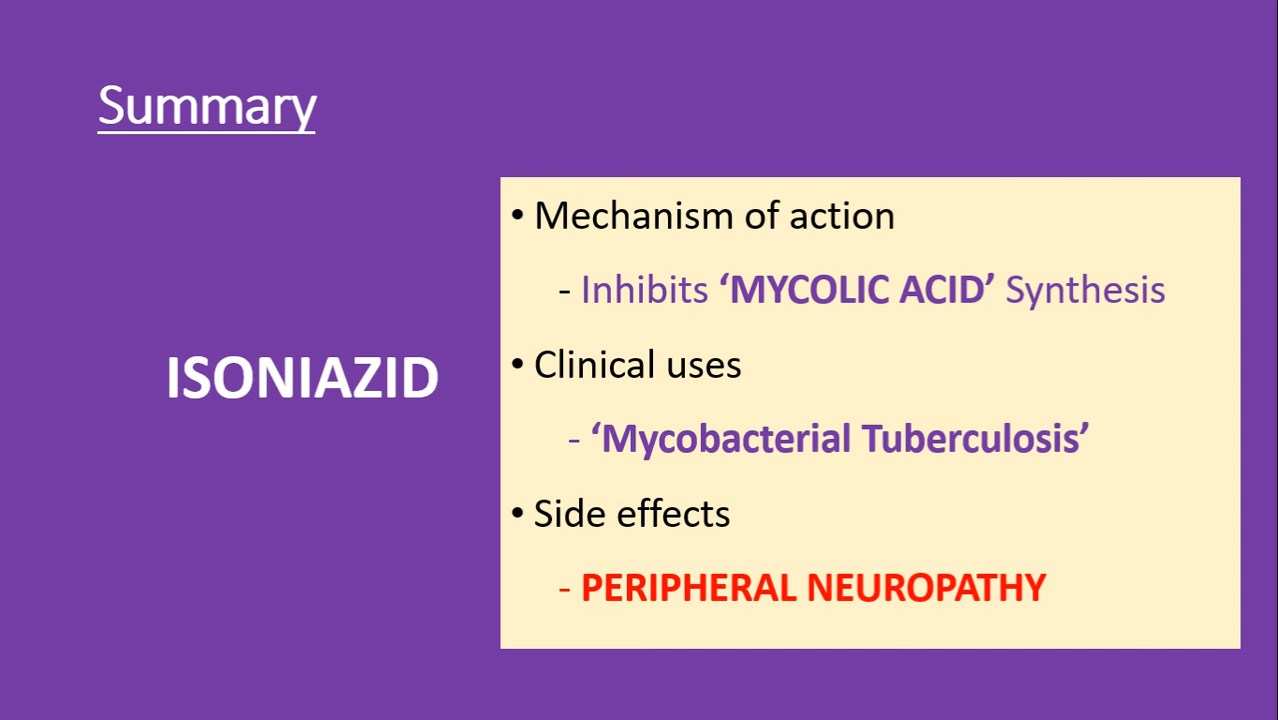 Summary
ISONIAZID
• Mechanism of action
- Inhibits ‘MYCOLIC ACID’ Synthesis
• Clinical uses
- ‘Mycobacterial Tuberculosis’
• Side effects
- PERIPHERAL NEUROPATHY